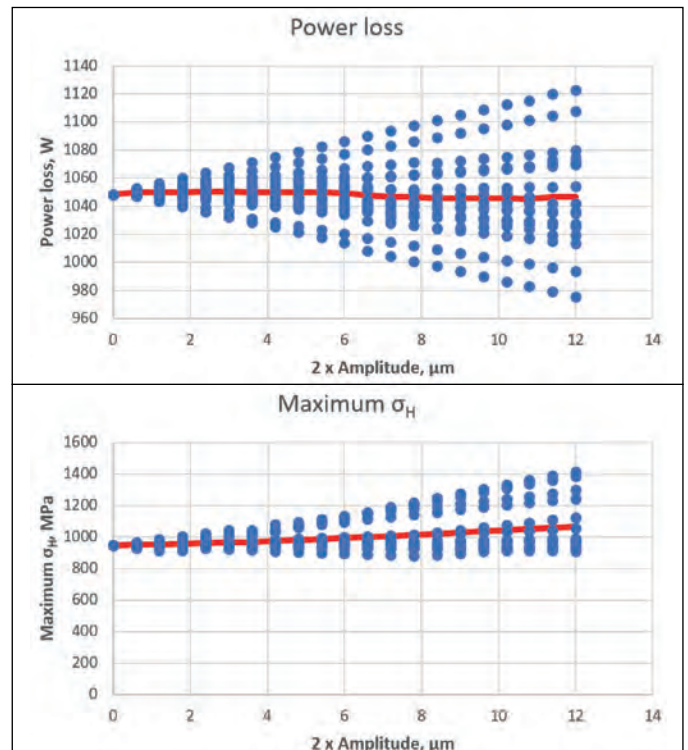 Power loss
1140
1120
1100
1080
1060
1040
1020
1000
980
960
Power loss, W
0 2 4 6 8 10 12 14
2 x Amplitude, μm
Maximum σH
1600
1400
1200
1000
800
600
400
200
0
Maximum σH, MPa
0 2 4 6 8 10 12 14
2 x Amplitude, μm